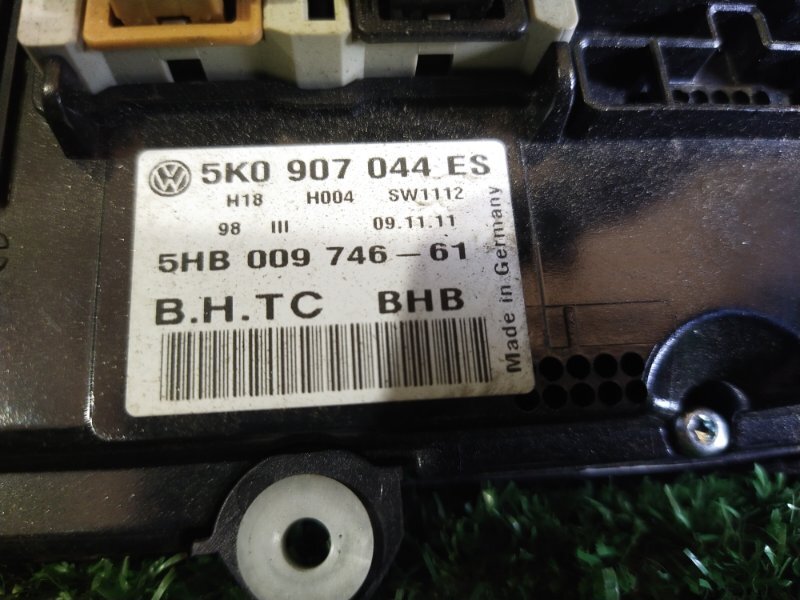 5K0 907 044 ES
H18 H004 SW1112
98 III 09.11.11
5HB 009 746-61
B.H.TC BHB
Made in Germany